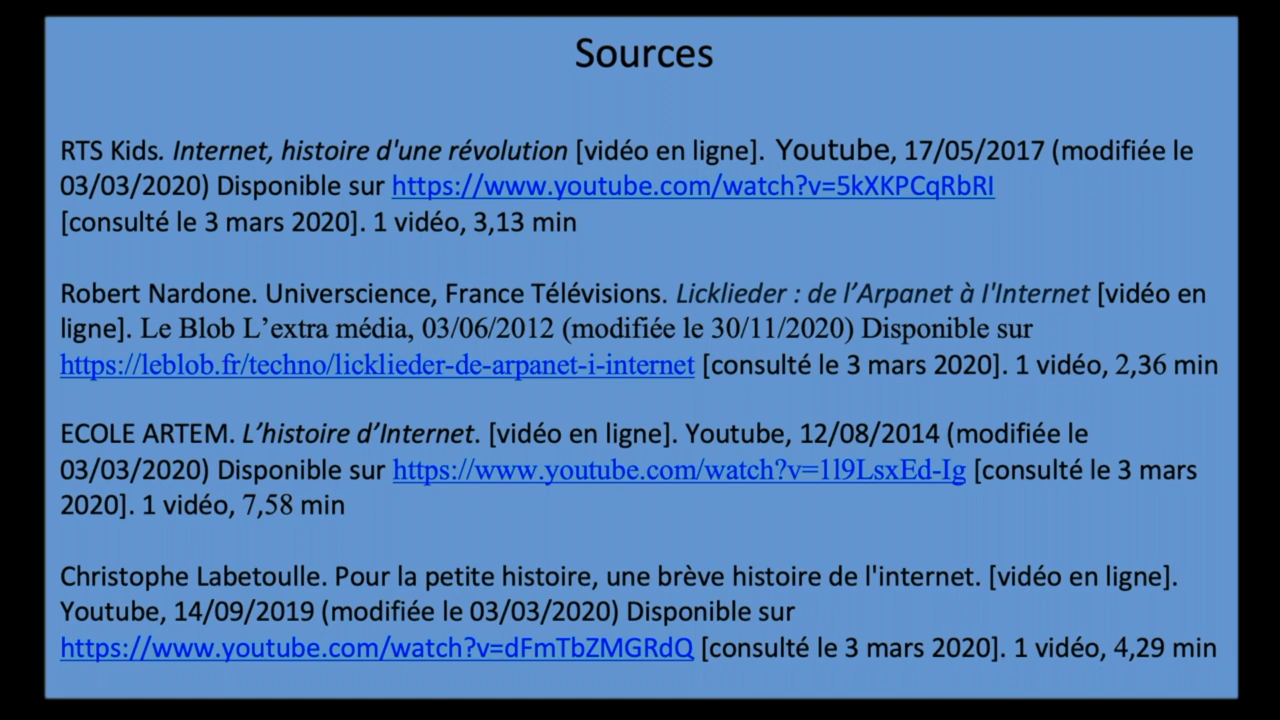 Sources
RTS Kids. Internet, histoire d'une révolution [vidéo en ligne]. Youtube, 17/05/2017 (modifiée le
03/03/2020) Disponible sur https://www.youtube.com/watch?v=5kXKPCqRbRI
[consulté le 3 mars 2020]. 1 vidéo, 3,13 min
Robert Nardone. Universcience, France Télévisions. Licklieder : de l’Arpanet à l'Internet [vidéo en
ligne]. Le Blob L’extra média, 03/06/2012 (modifiée le 30/11/2020) Disponible sur
https://leblob.fr/techno/licklieder-de-arpanet-i-internet [consulté le 3 mars 2020]. 1 vidéo, 2,36 min
ECOLE ARTEM. L’histoire d’Internet. [vidéo en ligne]. Youtube, 12/08/2014 (modifiée le
03/03/2020) Disponible sur https://www.youtube.com/watch?v=1l9LsxEd-Ig [consulté le 3 mars
2020]. 1 vidéo, 7,58 min
Christophe Labetoulle. Pour la petite histoire, une brève histoire de l'internet. [vidéo en ligne].
Youtube, 14/09/2019 (modifiée le 03/03/2020) Disponible sur
https://www.youtube.com/watch?v=dFmTbZMGRdQ [consulté le 3 mars 2020]. 1 vidéo, 4,29 min